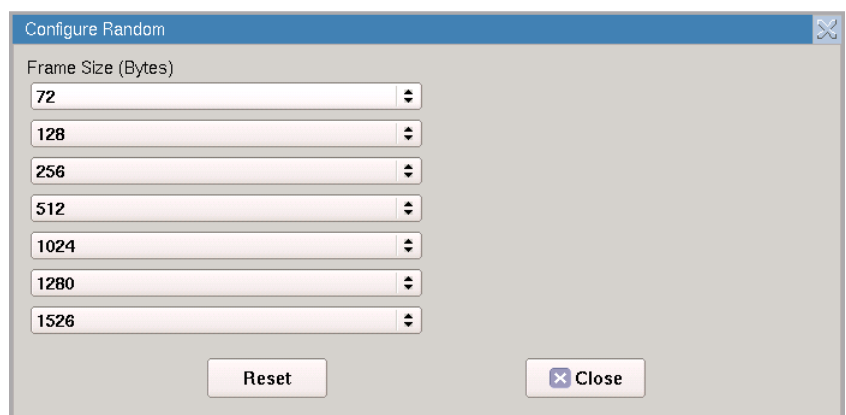 Configure Random
Frame Size (Bytes)
72
128
256
512
1024
1280
1526
Reset Close